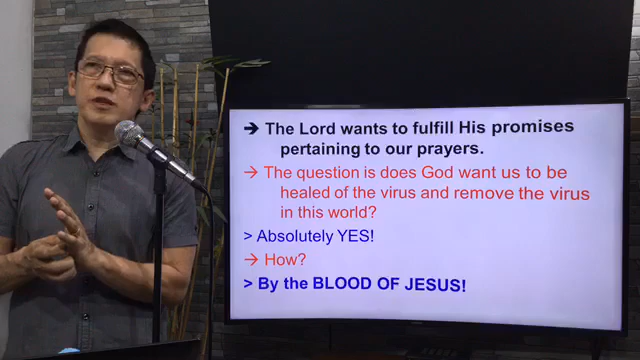 → The Lord wants to fulfill His promises
pertaining to our prayers.
→ The question is does God want us to be
healed of the virus and remove the virus
in this world?
> Absolutely YES!
→ How?
> By the BLOOD OF JESUS!